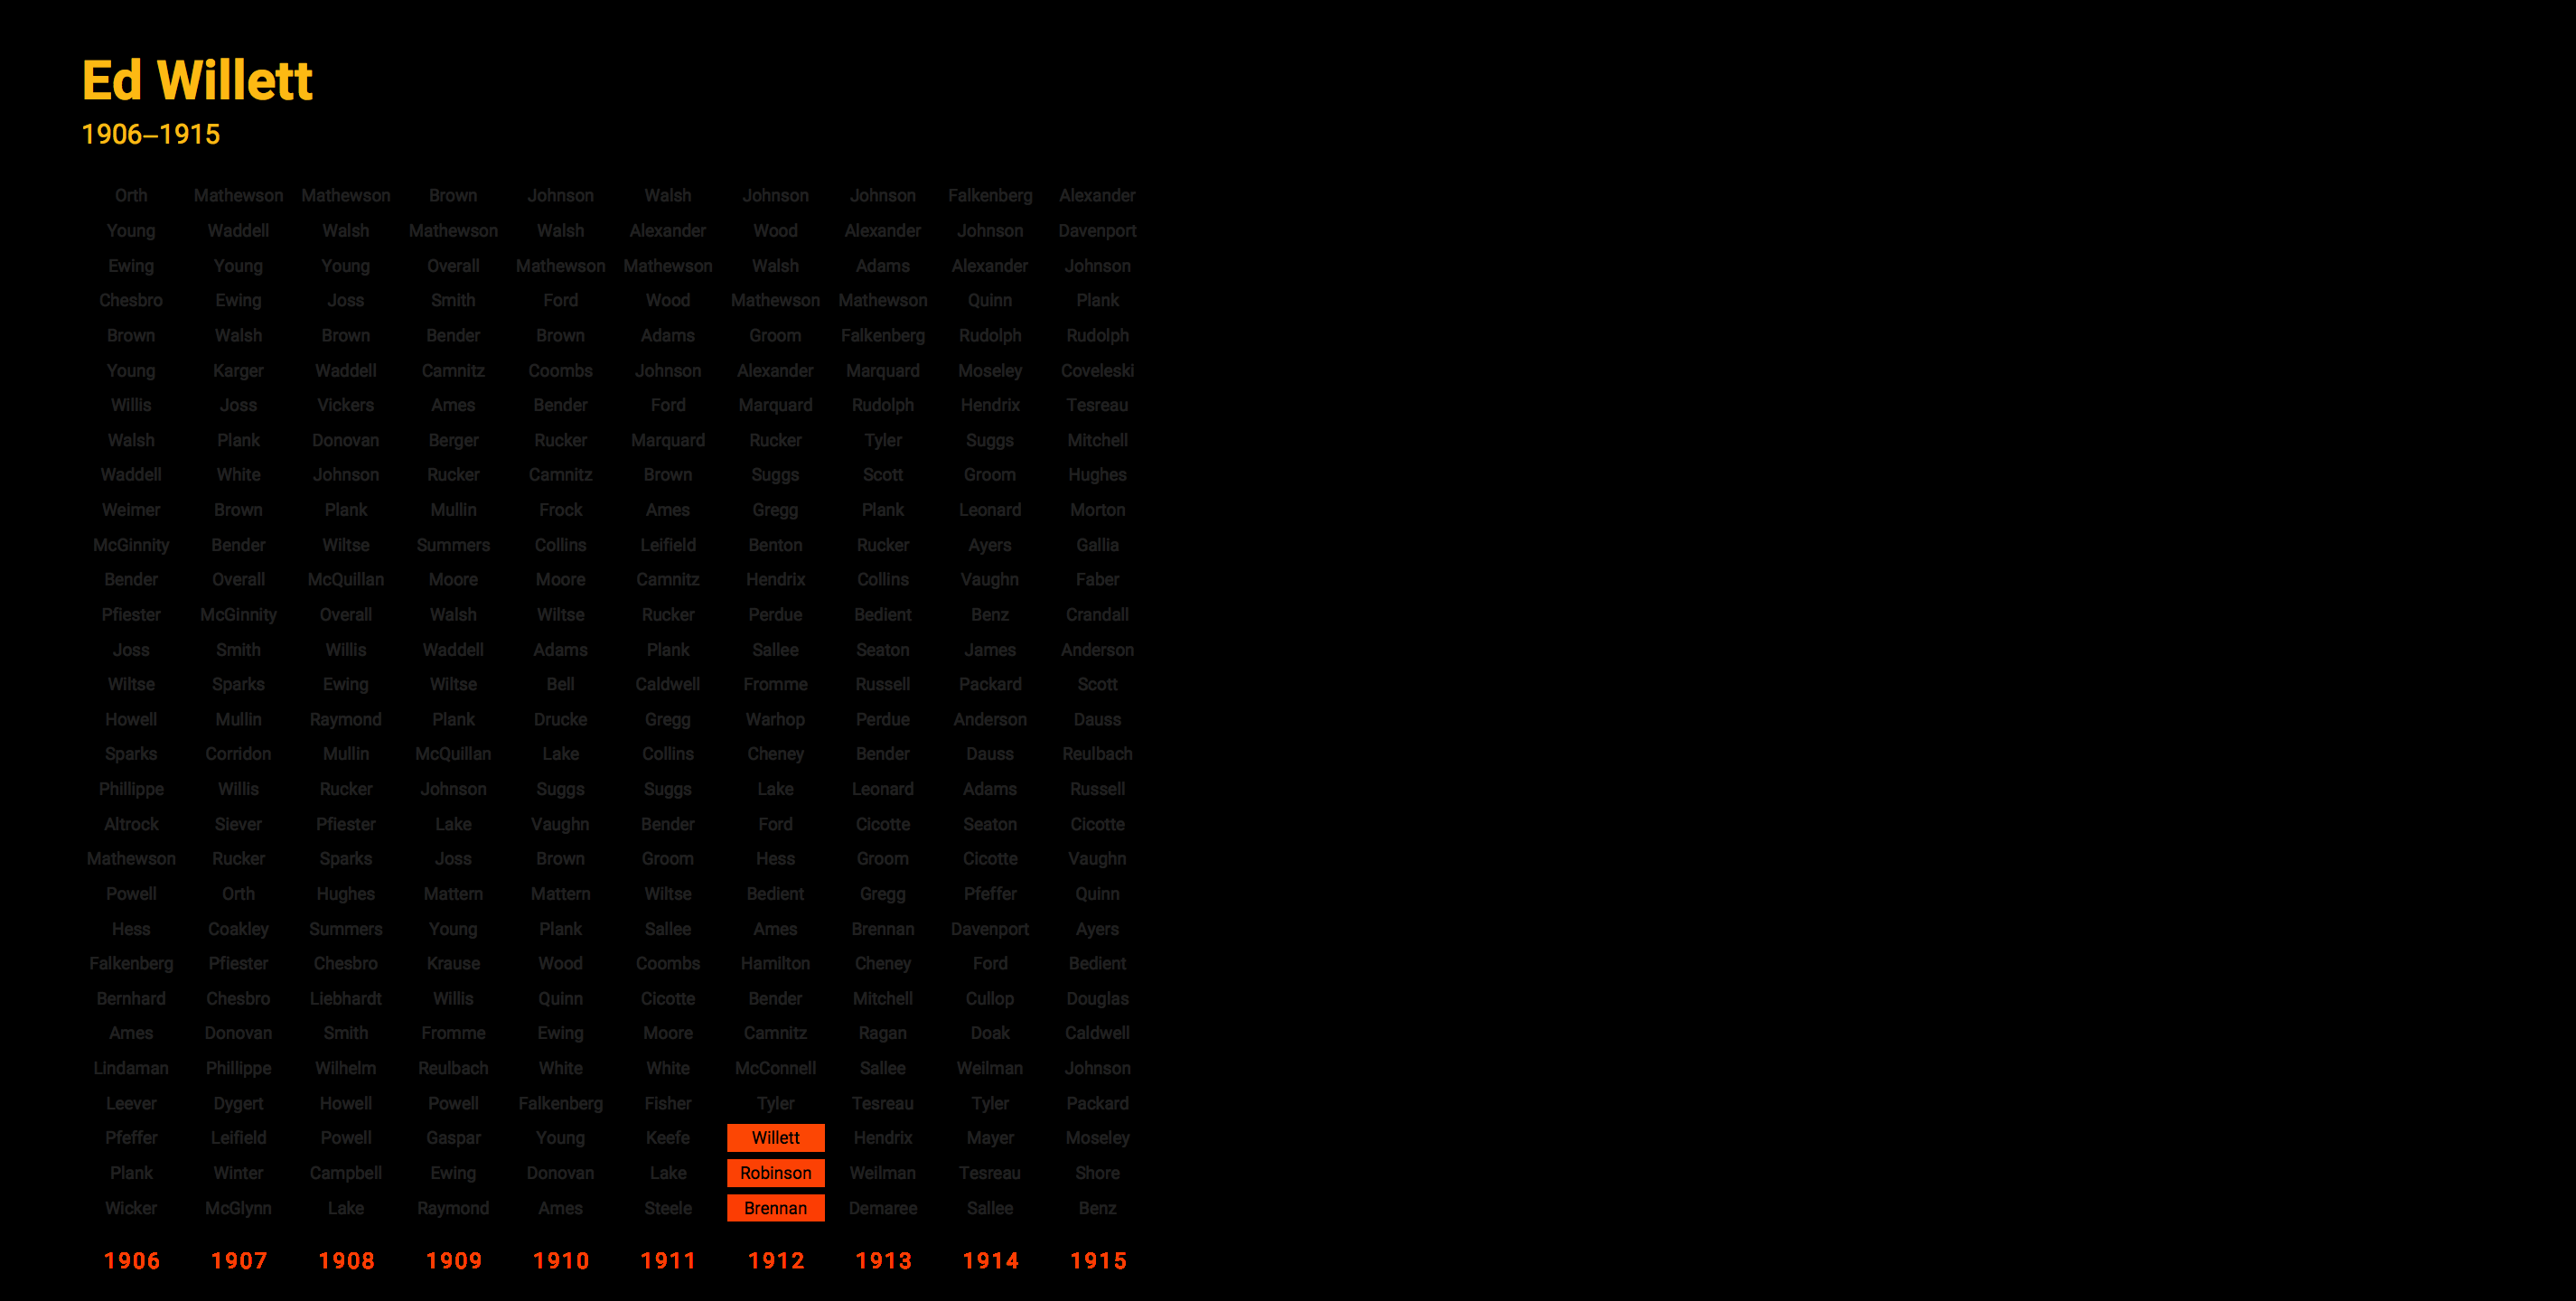 Ed Willett
1906–1915
Orth Mathewson Mathewson Brown Johnson Walsh Johnson Johnson Falkenberg Alexander
Young Waddell Walsh Mathewson Walsh Alexander Wood Alexander Johnson Davenport
Ewing Young Young Overall Mathewson Mathewson Walsh Adams Alexander Johnson
Chesbro Ewing Joss Smith Ford Wood Mathewson Mathewson Quinn Plank
Brown Walsh Brown Bender Brown Adams Groom Falkenberg Rudolph Rudolph
Young Karger Waddell Camnitz Coombs Johnson Alexander Marquard Moseley Coveleski
Willis Joss Vickers Ames Bender Ford Marquard Rudolph Hendrix Tesreau
Walsh Plank Donovan Berger Rucker Marquard Rucker Tyler Suggs Mitchell
Waddell White Johnson Rucker Camnitz Brown Suggs Scott Groom Hughes
Weimer Brown Plank Mullin Frock Ames Gregg Plank Leonard Morton
McGinnity Bender Wiltse Summers Collins Leifield Benton Rucker Ayers Gallia
Bender Overall McQuillan Moore Moore Camnitz Hendrix Collins Vaughn Faber
Pfiester McGinnity Overall Walsh Wiltse Rucker Perdue Bedient Benz Crandall
Joss Smith Willis Waddell Adams Plank Sallee Seaton James Anderson
Wiltse Sparks Ewing Wiltse Bell Caldwell Fromme Russell Packard Scott
Howell Mullin Raymond Plank Drucke Gregg Warhop Perdue Anderson Dauss
Sparks Corridon Mullin McQuillan Lake Collins Cheney Bender Dauss Reulbach
Phillippe Willis Rucker Johnson Suggs Suggs Lake Leonard Adams Russell
Altrock Siever Pfiester Lake Vaughn Bender Ford Cicotte Seaton Cicotte
Mathewson Rucker Sparks Joss Brown Groom Hess Groom Cicotte Vaughn
Powell Orth Hughes Mattern Mattern Wiltse Bedient Gregg Pfeffer Quinn
Hess Coakley Summers Young Plank Sallee Ames Brennan Davenport Ayers
Falkenberg Pfiester Chesbro Krause Wood Coombs Hamilton Cheney Ford Bedient
Bernhard Chesbro Liebhardt Willis Quinn Cicotte Bender Mitchell Cullop Douglas
Ames Donovan Smith Fromme Ewing Moore Camnitz Ragan Doak Caldwell
Lindaman Phillippe Wilhelm Reulbach White White McConnell Sallee Weilman Johnson
Leever Dygert Howell Powell Falkenberg Fisher Tyler Tesreau Tyler Packard
Pfeffer Leifield Powell Gaspar Young Keefe Willett Hendrix Mayer Moseley
Plank Winter Campbell Ewing Donovan Lake Robinson Weilman Tesreau Shore
Wicker McGlynn Lake Raymond Ames Steele Brennan Demaree Sallee Benz
1906 1907 1908 1909 1910 1911 1912 1913 1914 1915